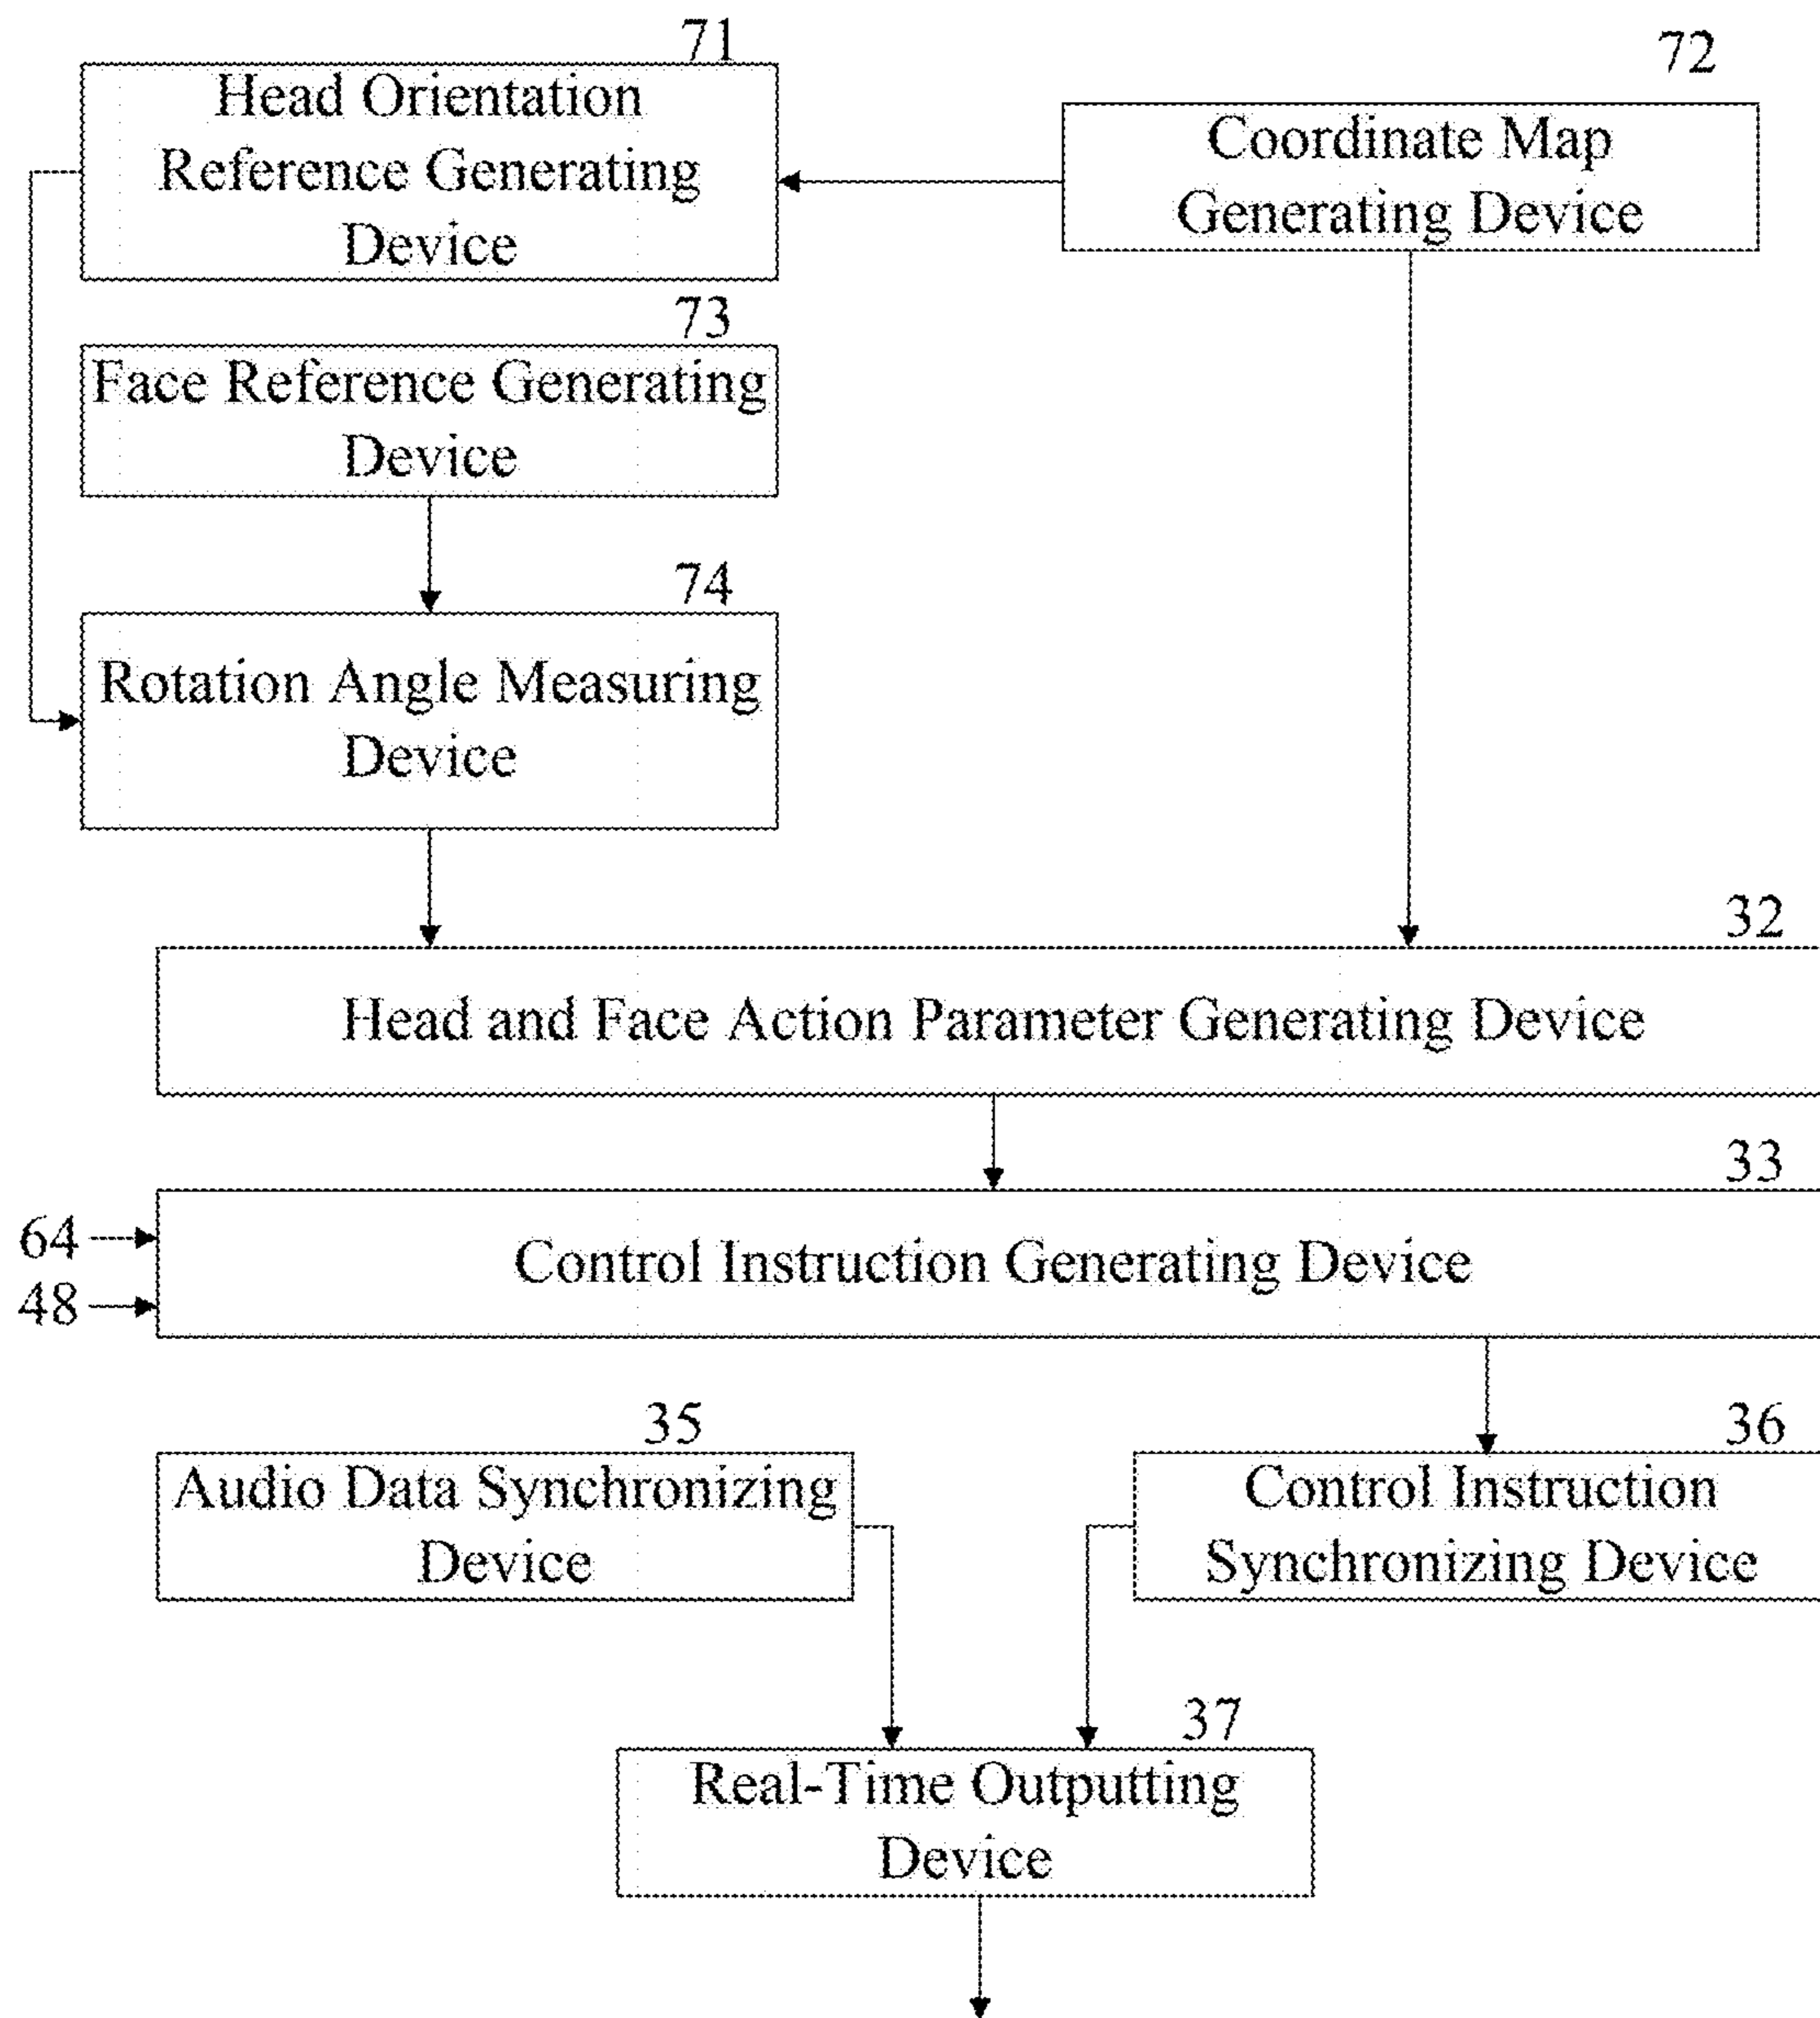 71
Head Orientation
Reference Generating
Device
72
Coordinate Map
Generating Device
73
Face Reference Generating
Device
74
Rotation Angle Measuring
Device
32
Head and Face Action Parameter Generating Device
33
64
48
Control Instruction Generating Device
35
Audio Data Synchronizing
Device
36
Control Instruction
Synchronizing Device
37
Real-Time Outputting
Device